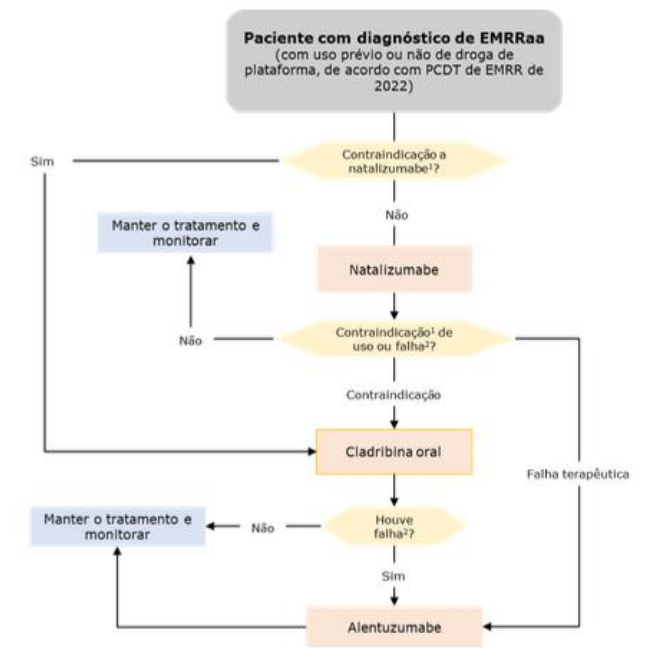 Paciente com diagnóstico de EMRRaa
(com uso prévio ou não de droga de
plataforma, de acordo com PCDT de EMRR de
2022)
Contraindicação a
natalizumabe¹?
Sim
Não
Manter o tratamento e
monitorar
Natalizumabe
Contraindicação¹ de
uso ou falha²?
Não
Contraindicação
Cladribina oral
Falha terapêutica
Manter o tratamento e
monitorar
Não
Houve
falha²?
Sim
Alentuzumabe